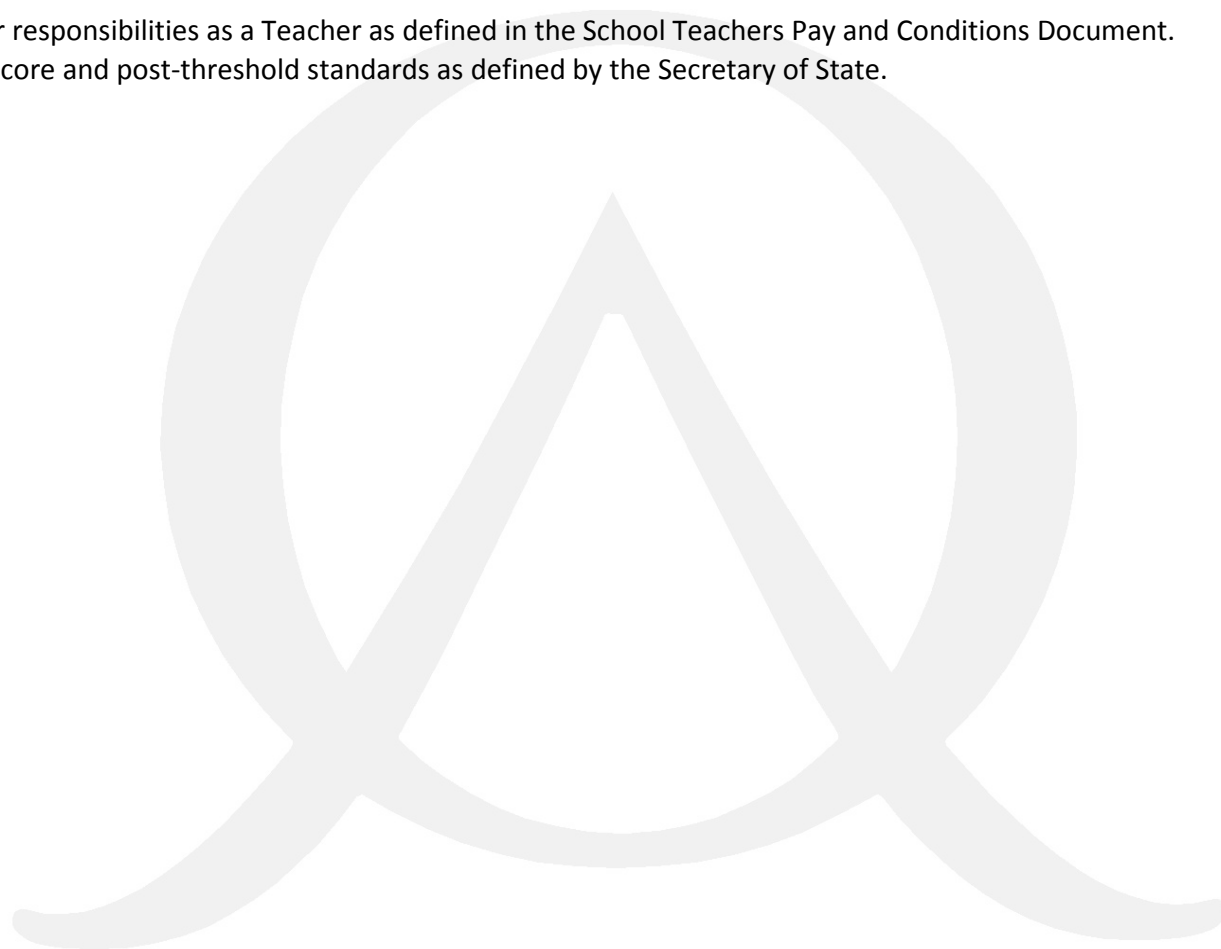 r responsibilities as a Teacher as defined in the School Teachers Pay and Conditions Document.
core and post-threshold standards as defined by the Secretary of State.